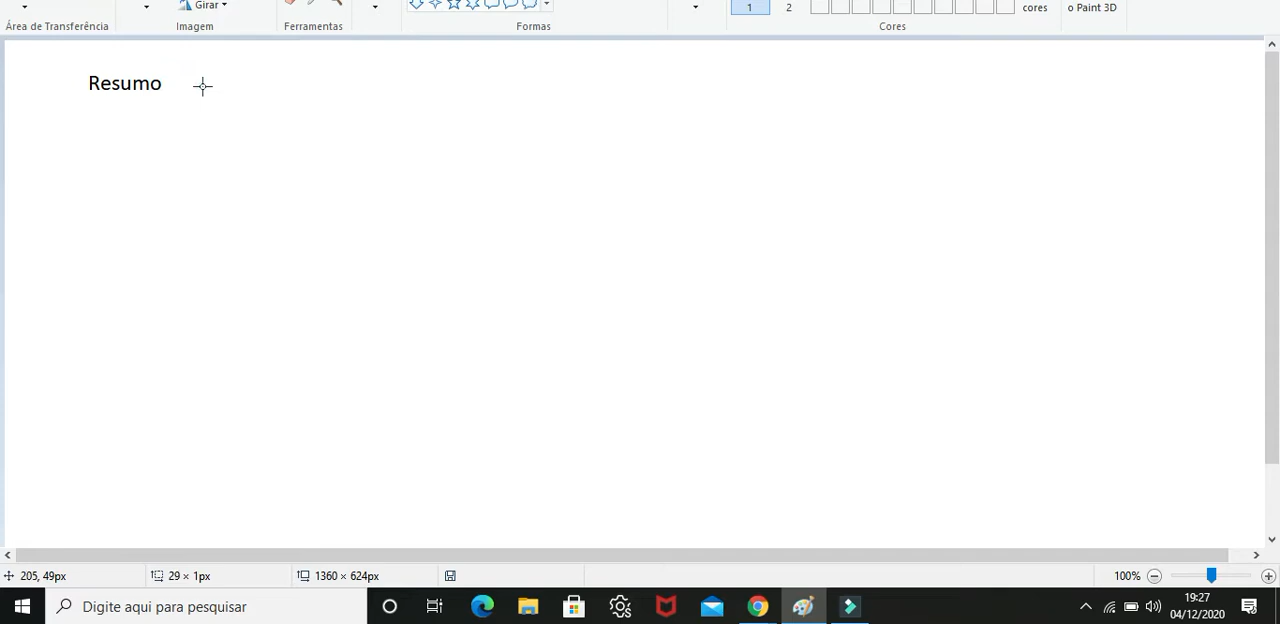 Girar
1
2
cores
o Paint 3D
Área de Transferência
Imagem
Ferramentas
Formas
Cores
Resumo
205, 49px
29 × 1px
1360 × 624px
100%
Digite aqui para pesquisar
19:27
04/12/2020